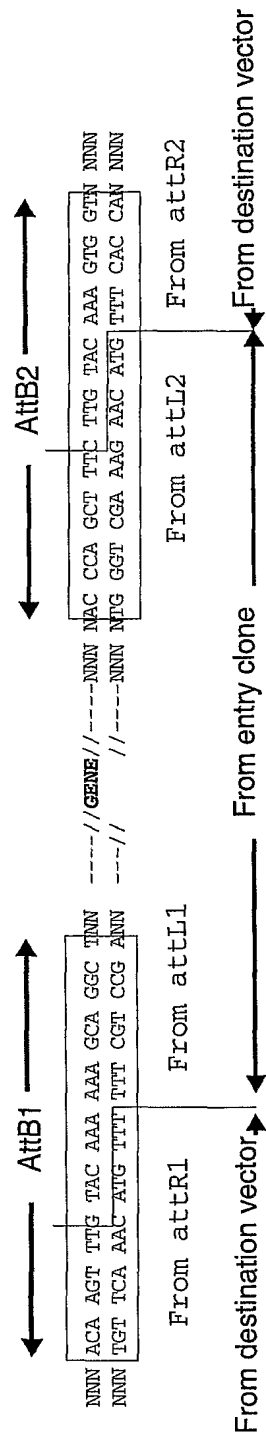 AttB1 AttB2
NNN ACA AGT TTG TAC AAA AAA GCA GGC TNN ----//GENE//----NNN NAC CCA GCT TTC TTG TAC AAA GTG GTN NNN
NNN TGT TCA AAC ATG TTT TTT CGT CCG ANN ----// //----NNN NTG GGT CGA AAG AAC ATG TTT CAC CAN NNN
From attR1 From attL1 From attL2 From attR2
From destination vector From entry clone From destination vector